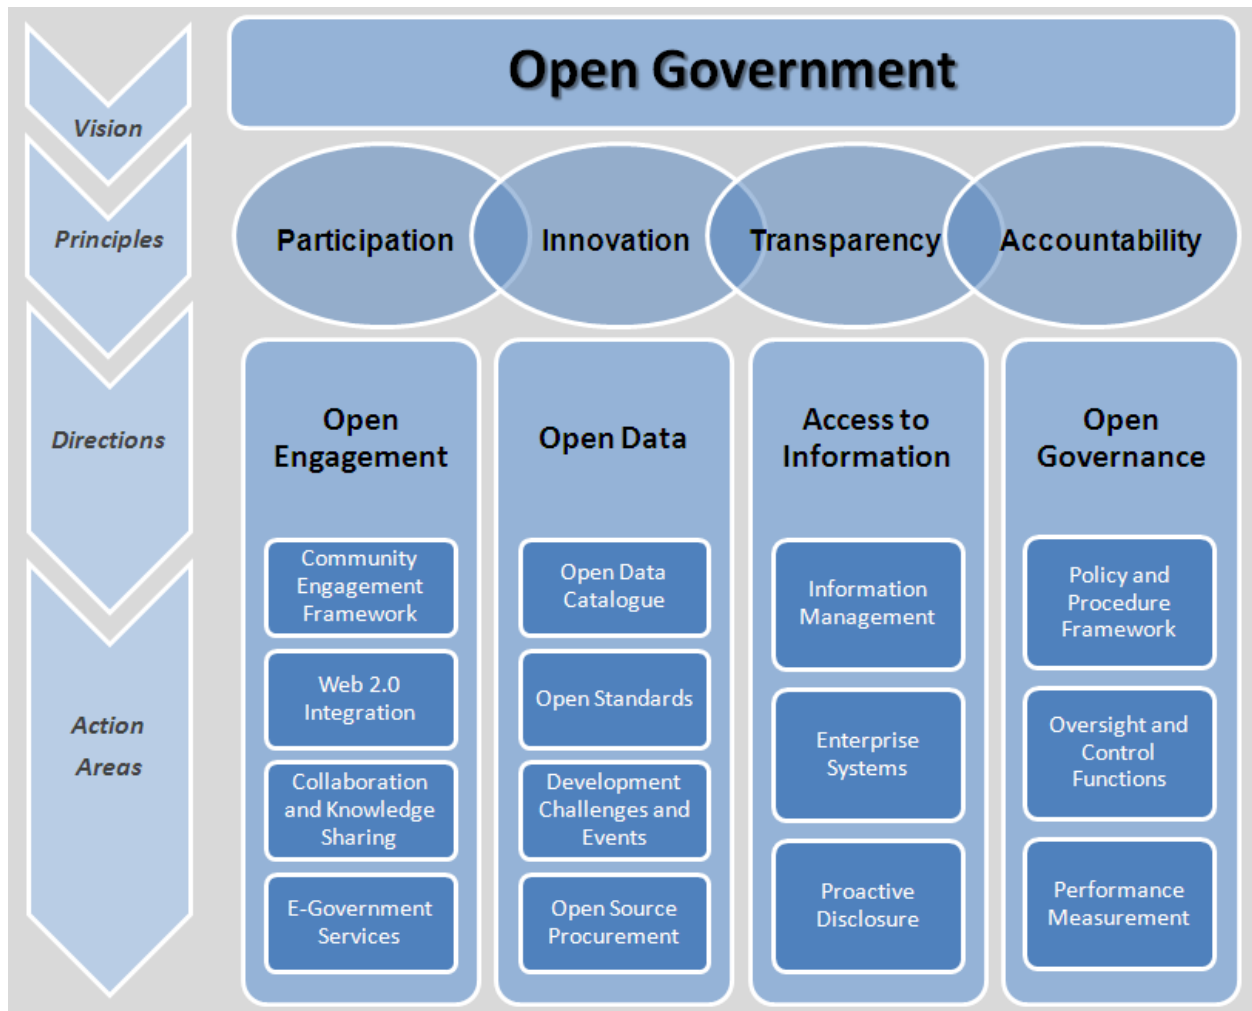 Open Government
Vision
Principles
Participation
Innovation
Transparency
Accountability
Directions
Open
Engagement
Open Data
Access to
Information
Open
Governance
Action
Areas
Community
Engagement
Framework
Web 2.0
Integration
Collaboration
and Knowledge
Sharing
E-Government
Services
Open Data
Catalogue
Open Standards
Development
Challenges and
Events
Open Source
Procurement
Information
Management
Enterprise
Systems
Proactive
Disclosure
Policy and
Procedure
Framework
Oversight and
Control
Functions
Performance
Measurement